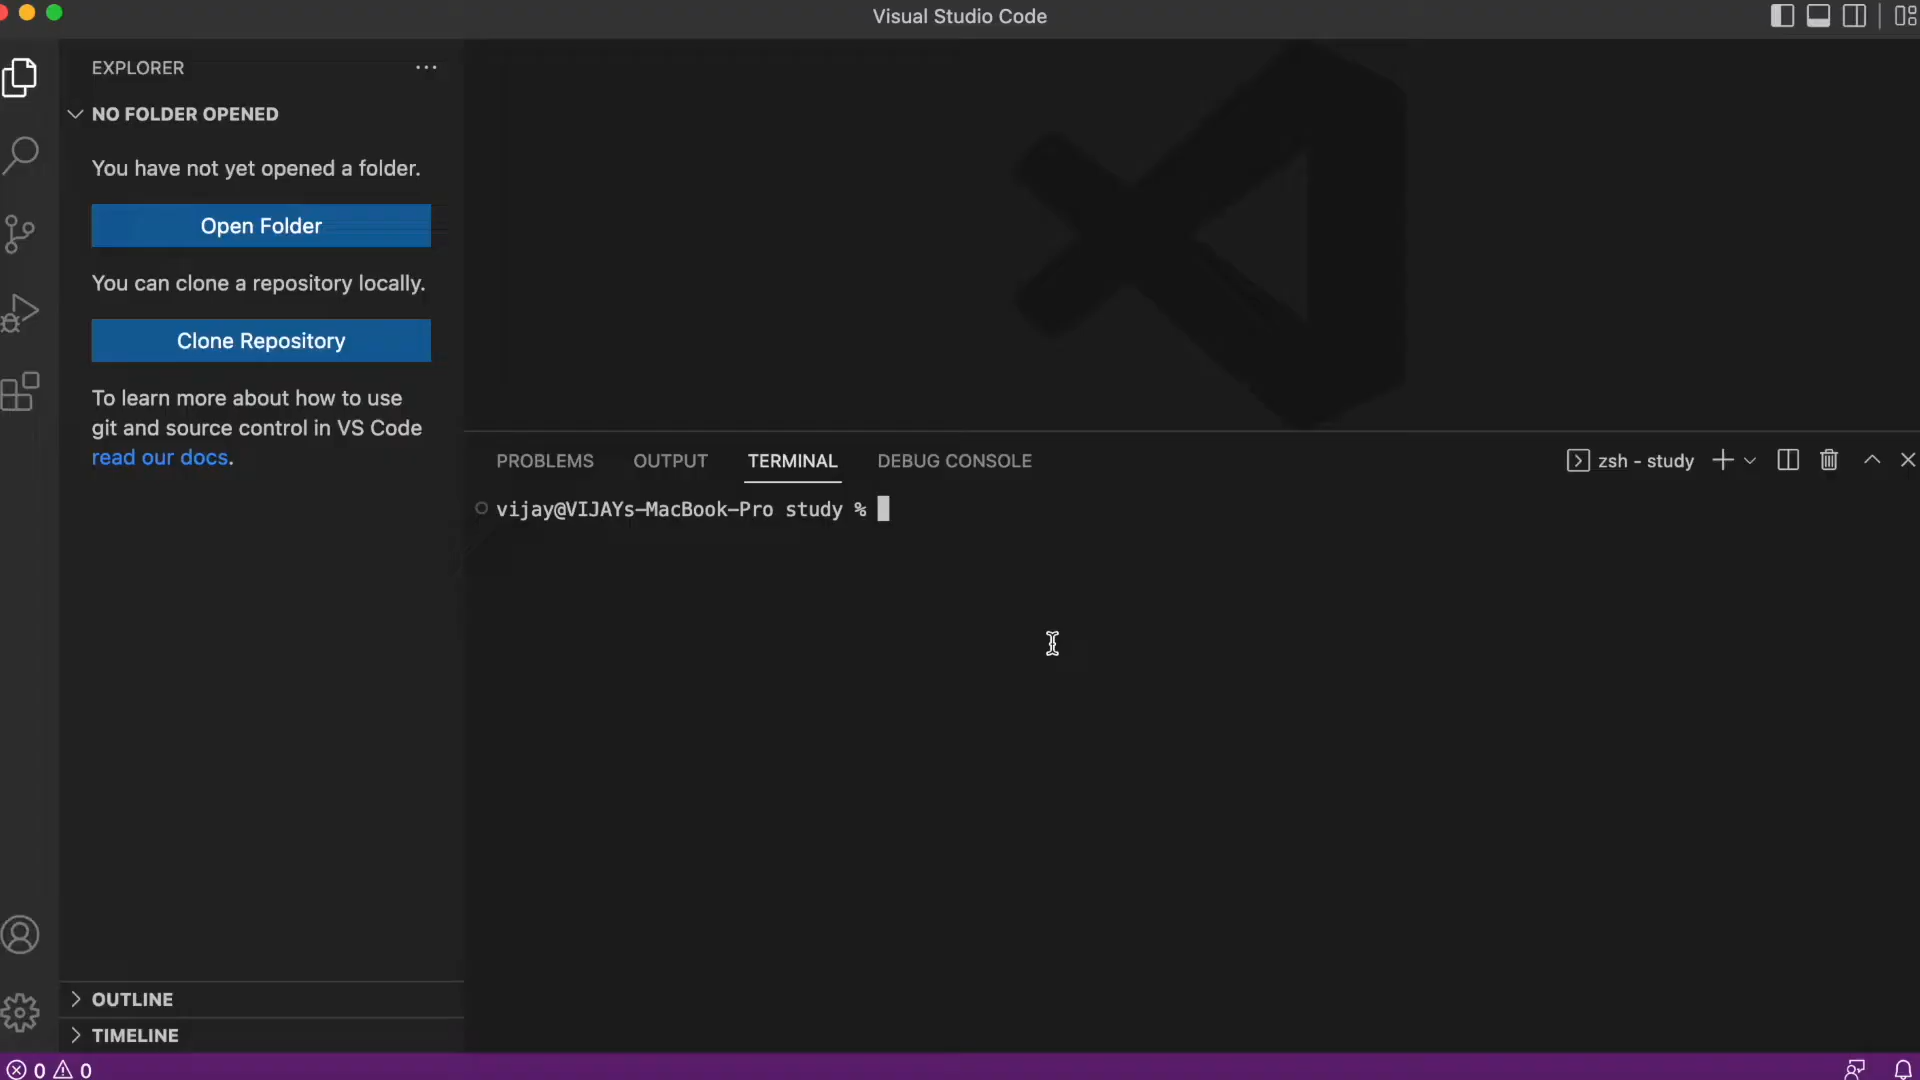 Visual Studio Code
EXPLORER
NO FOLDER OPENED
You have not yet opened a folder.
Open Folder
You can clone a repository locally.
Clone Repository
To learn more about how to use
git and source control in VS Code
read our docs.
OUTLINE
TIMELINE
PROBLEMS OUTPUT TERMINAL DEBUG CONSOLE
zsh - study
vijay@VIJAYs-MacBook-Pro study %
0 0